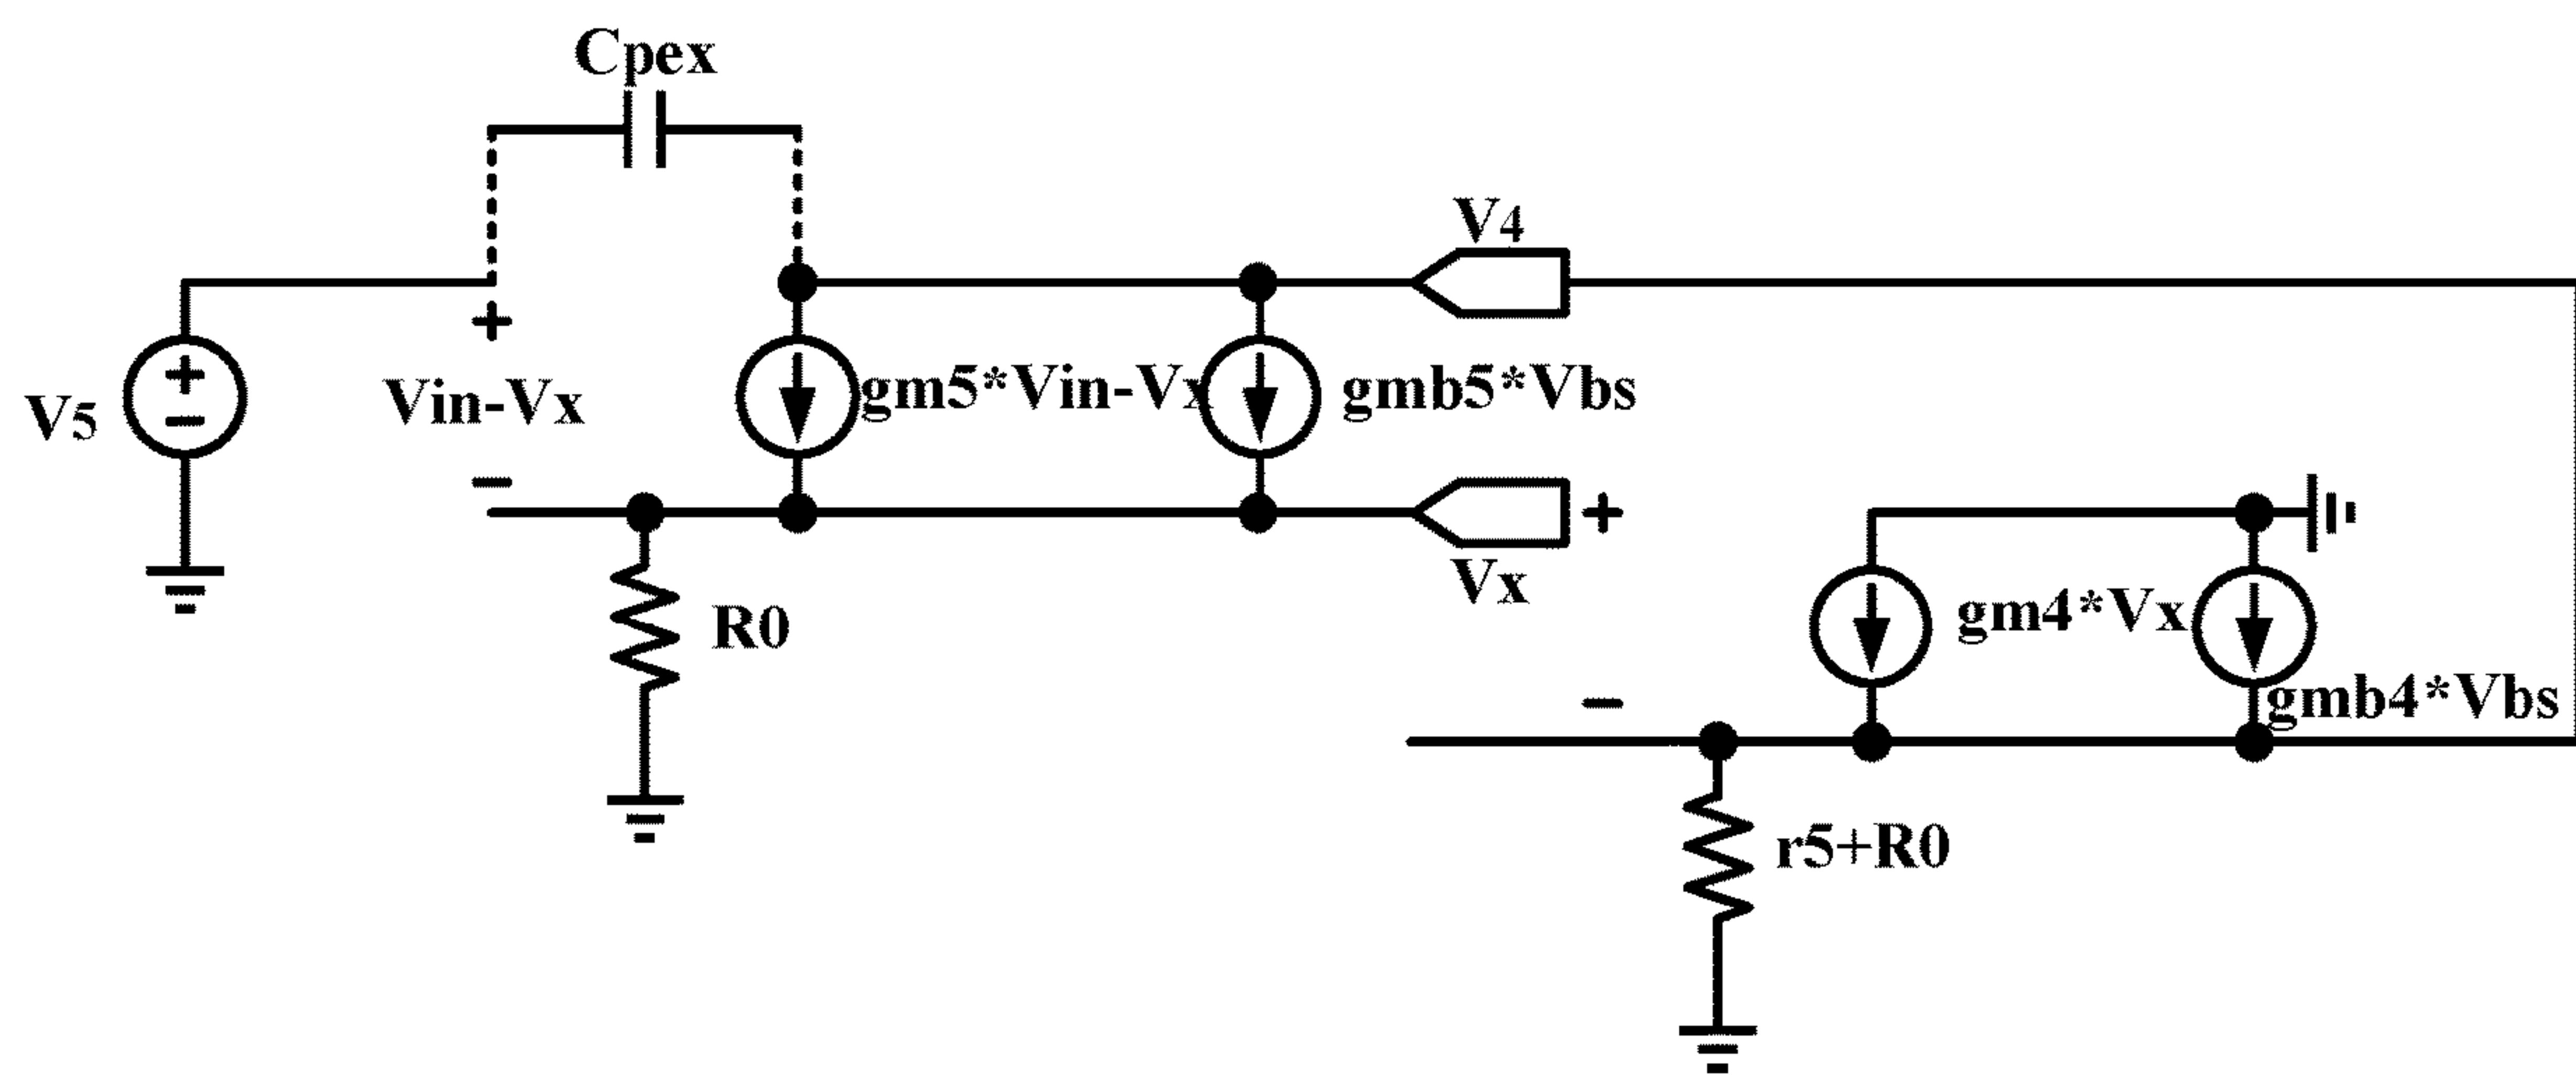 Cpex
V4
V5
Vin-Vx
gm5*Vin-Vx
gmb5*Vbs
Vx
R0
gm4*Vx
gmb4*Vbs
r5+R0